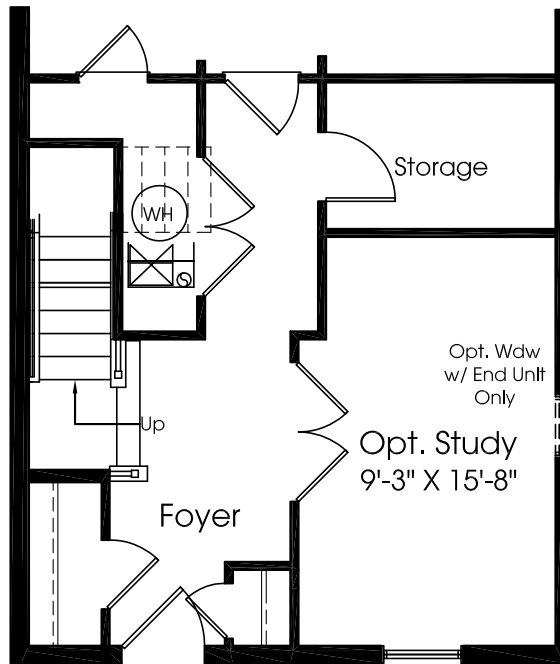 Storage
WH
Opt. Wdw
w/ End Unit
Only
Up
Opt. Study
9'-3" X 15'-8"
Foyer